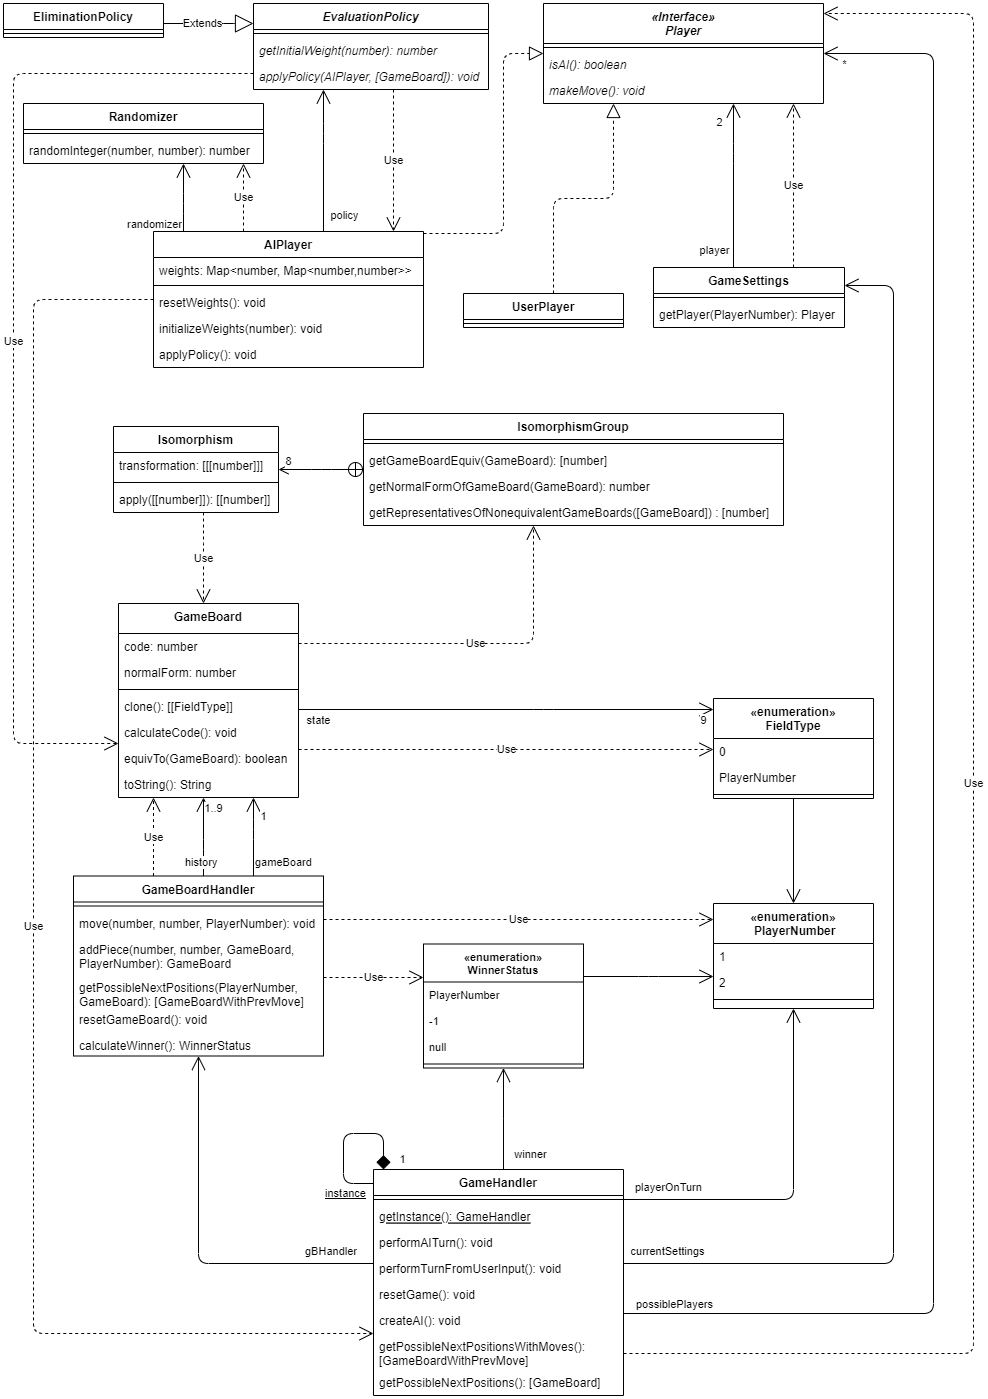 EliminationPolicy
Extends
EvaluationPolicy
getInitialWeight(number): number
applyPolicy(AIPlayer, [GameBoard]): void
«Interface»
Player
isAI(): boolean
makeMove(): void
*
2
Use
player
Randomizer
randomInteger(number, number): number
randomizer
Use
policy
Use
AIPlayer
weights: Map<number, Map<number,number>>
resetWeights(): void
initializeWeights(number): void
applyPolicy(): void
Use
UserPlayer
GameSettings
getPlayer(PlayerNumber): Player
Isomorphism
transformation: [[[number]]]
apply([[number]]): [[number]]
8
IsomorphismGroup
getGameBoardEquiv(GameBoard): [number]
getNormalFormOfGameBoard(GameBoard): number
getRepresentativesOfNonequivalentGameBoards([GameBoard]) : [number]
Use
GameBoard
code: number
normalForm: number
clone(): [[FieldType]]
calculateCode(): void
equivTo(GameBoard): boolean
toString(): String
Use
state
9
Use
«enumeration»
FieldType
0
PlayerNumber
Use
Use
1..9
1
history
gameBoard
GameBoardHandler
move(number, number, PlayerNumber): void
addPiece(number, number, GameBoard,
PlayerNumber): GameBoard
getPossibleNextPositions(PlayerNumber,
GameBoard): [GameBoardWithPrevMove]
resetGameBoard(): void
calculateWinner(): WinnerStatus
Use
Use
Use
«enumeration»
WinnerStatus
PlayerNumber
-1
null
«enumeration»
PlayerNumber
1
2
winner
1
instance
gBHandler
GameHandler
getInstance(): GameHandler
performAITurn(): void
performTurnFromUserInput(): void
resetGame(): void
createAI(): void
getPossibleNextPositionsWithMoves():
[GameBoardWithPrevMove]
getPossibleNextPositions(): [GameBoard]
playerOnTurn
currentSettings
possiblePlayers